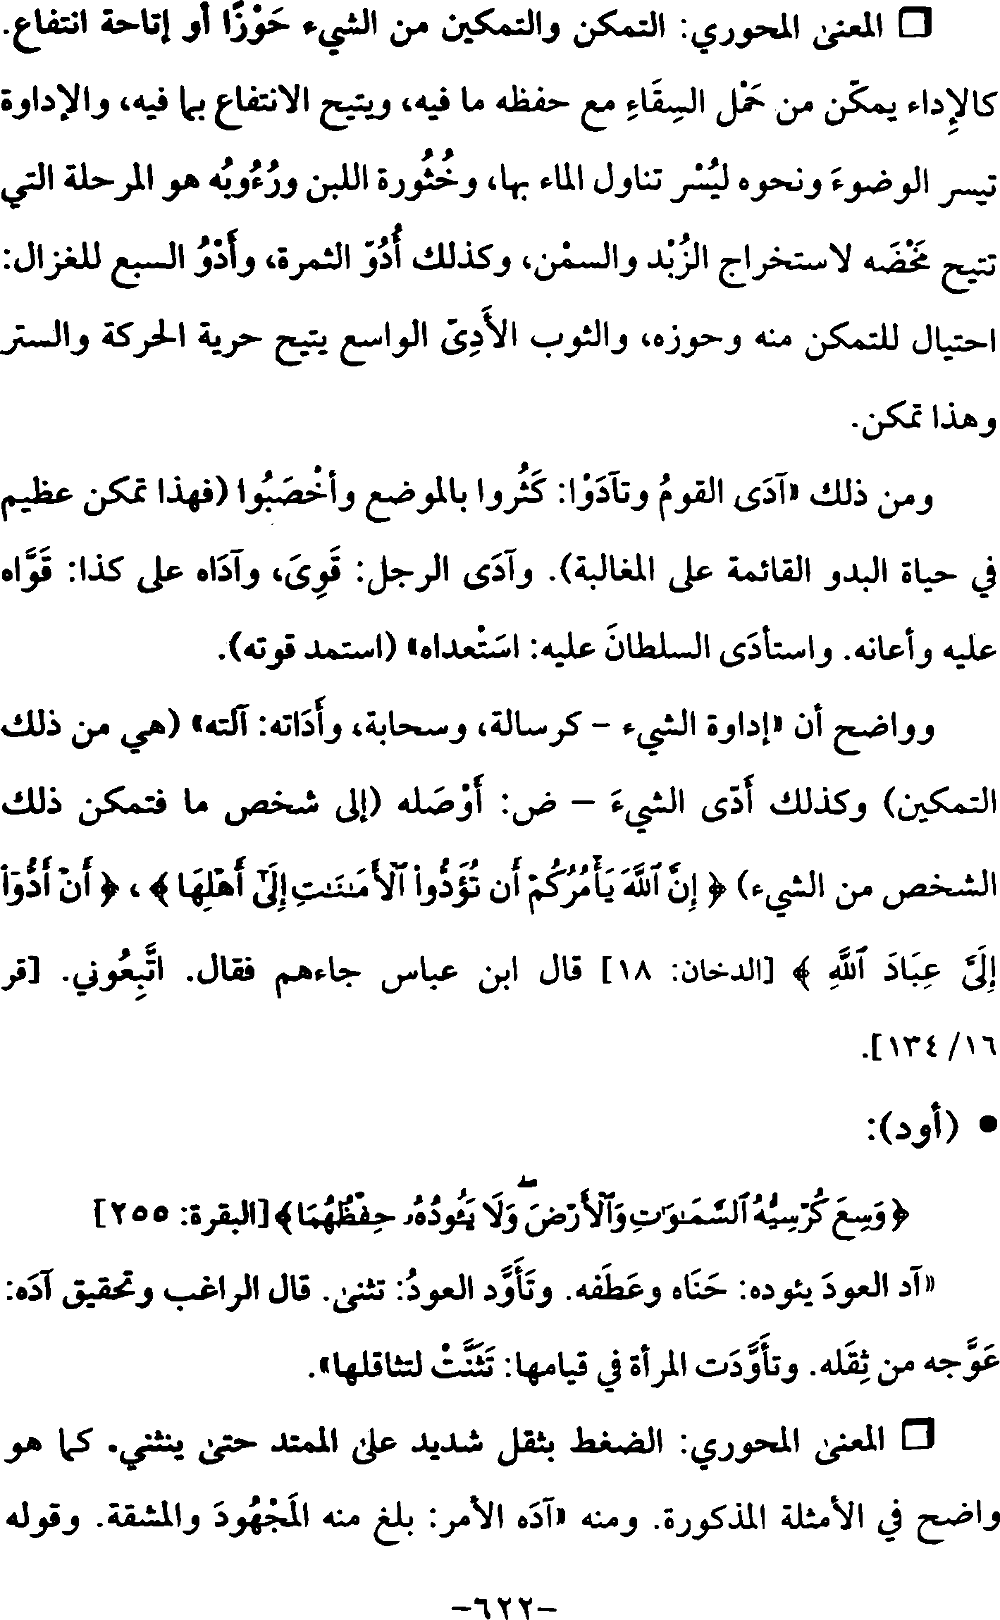 ❒ المعنى المحوري: التمكن والتمكين من الشيء حَوْزًا أو إتاحة انتفاع.
كالإِداء يمكّن من حَمْل السِقَاءِ مع حفظه ما فيه، ويتيح الانتفاع بما فيه، والإداوة
تيسر الوضوءَ ونحوه ليُسْر تناول الماء بها، وخُثُورة اللبن ورُءُوبُه هو المرحلة التي
تتيح مَخْضَه لاستخراج الزُبْد والسمْن، وكذلك أُدُوّ الثمرة، وأَدْوُ السبع للغزال:
احتيال للتمكن منه وحوزه، والثوب الأَدِىّ الواسع يتيح حرية الحركة والستر
وهذا تمكن.
ومن ذلك «آدَى القومُ وتآدَوْا: كَثُروا بالموضع وأخْصَبُوا (فهذا تمكن عظيم
في حياة البدو القائمة على المغالبة). وآدَى الرجل: قَوِىَ، وآدَاه على كذا: قَوَّاه
عليه وأعانه. واستأدَى السلطانَ عليه: اسَتْعداه» (استمد قوته).
وواضح أن «إداوة الشيء – كرسالة، وسحابة، وأَدَاته: آلته» (هي من ذلك
التمكين) وكذلك أَدّى الشيءَ – ض: أَوْصَله (إلى شخص ما فتمكن ذلك
الشخص من الشيء) ﴿ إِنَّ ٱللَّهَ يَأْمُرُكُمْ أَن تُؤَدُّوا۟ ٱلْأَمَـٰنَـٰتِ إِلَىٰٓ أَهْلِهَا ﴾ ، ﴿ أَنْ أَدُّوٓا۟
إِلَىَّ عِبَادَ ٱللَّهِ ﴾ [الدخان: ١٨] قال ابن عباس جاءهم فقال. اتَّبِعُوني. [قر
١٦/ ١٣٤].
● (أود):
﴿ وَسِعَ كُرْسِيُّهُ ٱلسَّمَـٰوَٰتِ وَٱلْأَرْضَ ۖ وَلَا يَـُٔودُهُۥ حِفْظُهُمَا﴾[البقرة: ٢٥٥]
«آد العودَ يئوده: حَنَاه وعَطَفه. وتَأَوَّد العودُ: تثنى. قال الراغب وتحقيق آدَه:
عَوَّجه من ثِقَله. وتأَوَّدَت المرأة في قيامها: تَثَنَّتْ لتثاقلها».
❒ المعنى المحوري: الضغط بثقل شديد على الممتد حتى ينثني. كما هو
واضح في الأمثلة المذكورة. ومنه «آدَه الأمر: بلغ منه المَجْهُودَ والمشقة. وقوله
–٦٢٢–